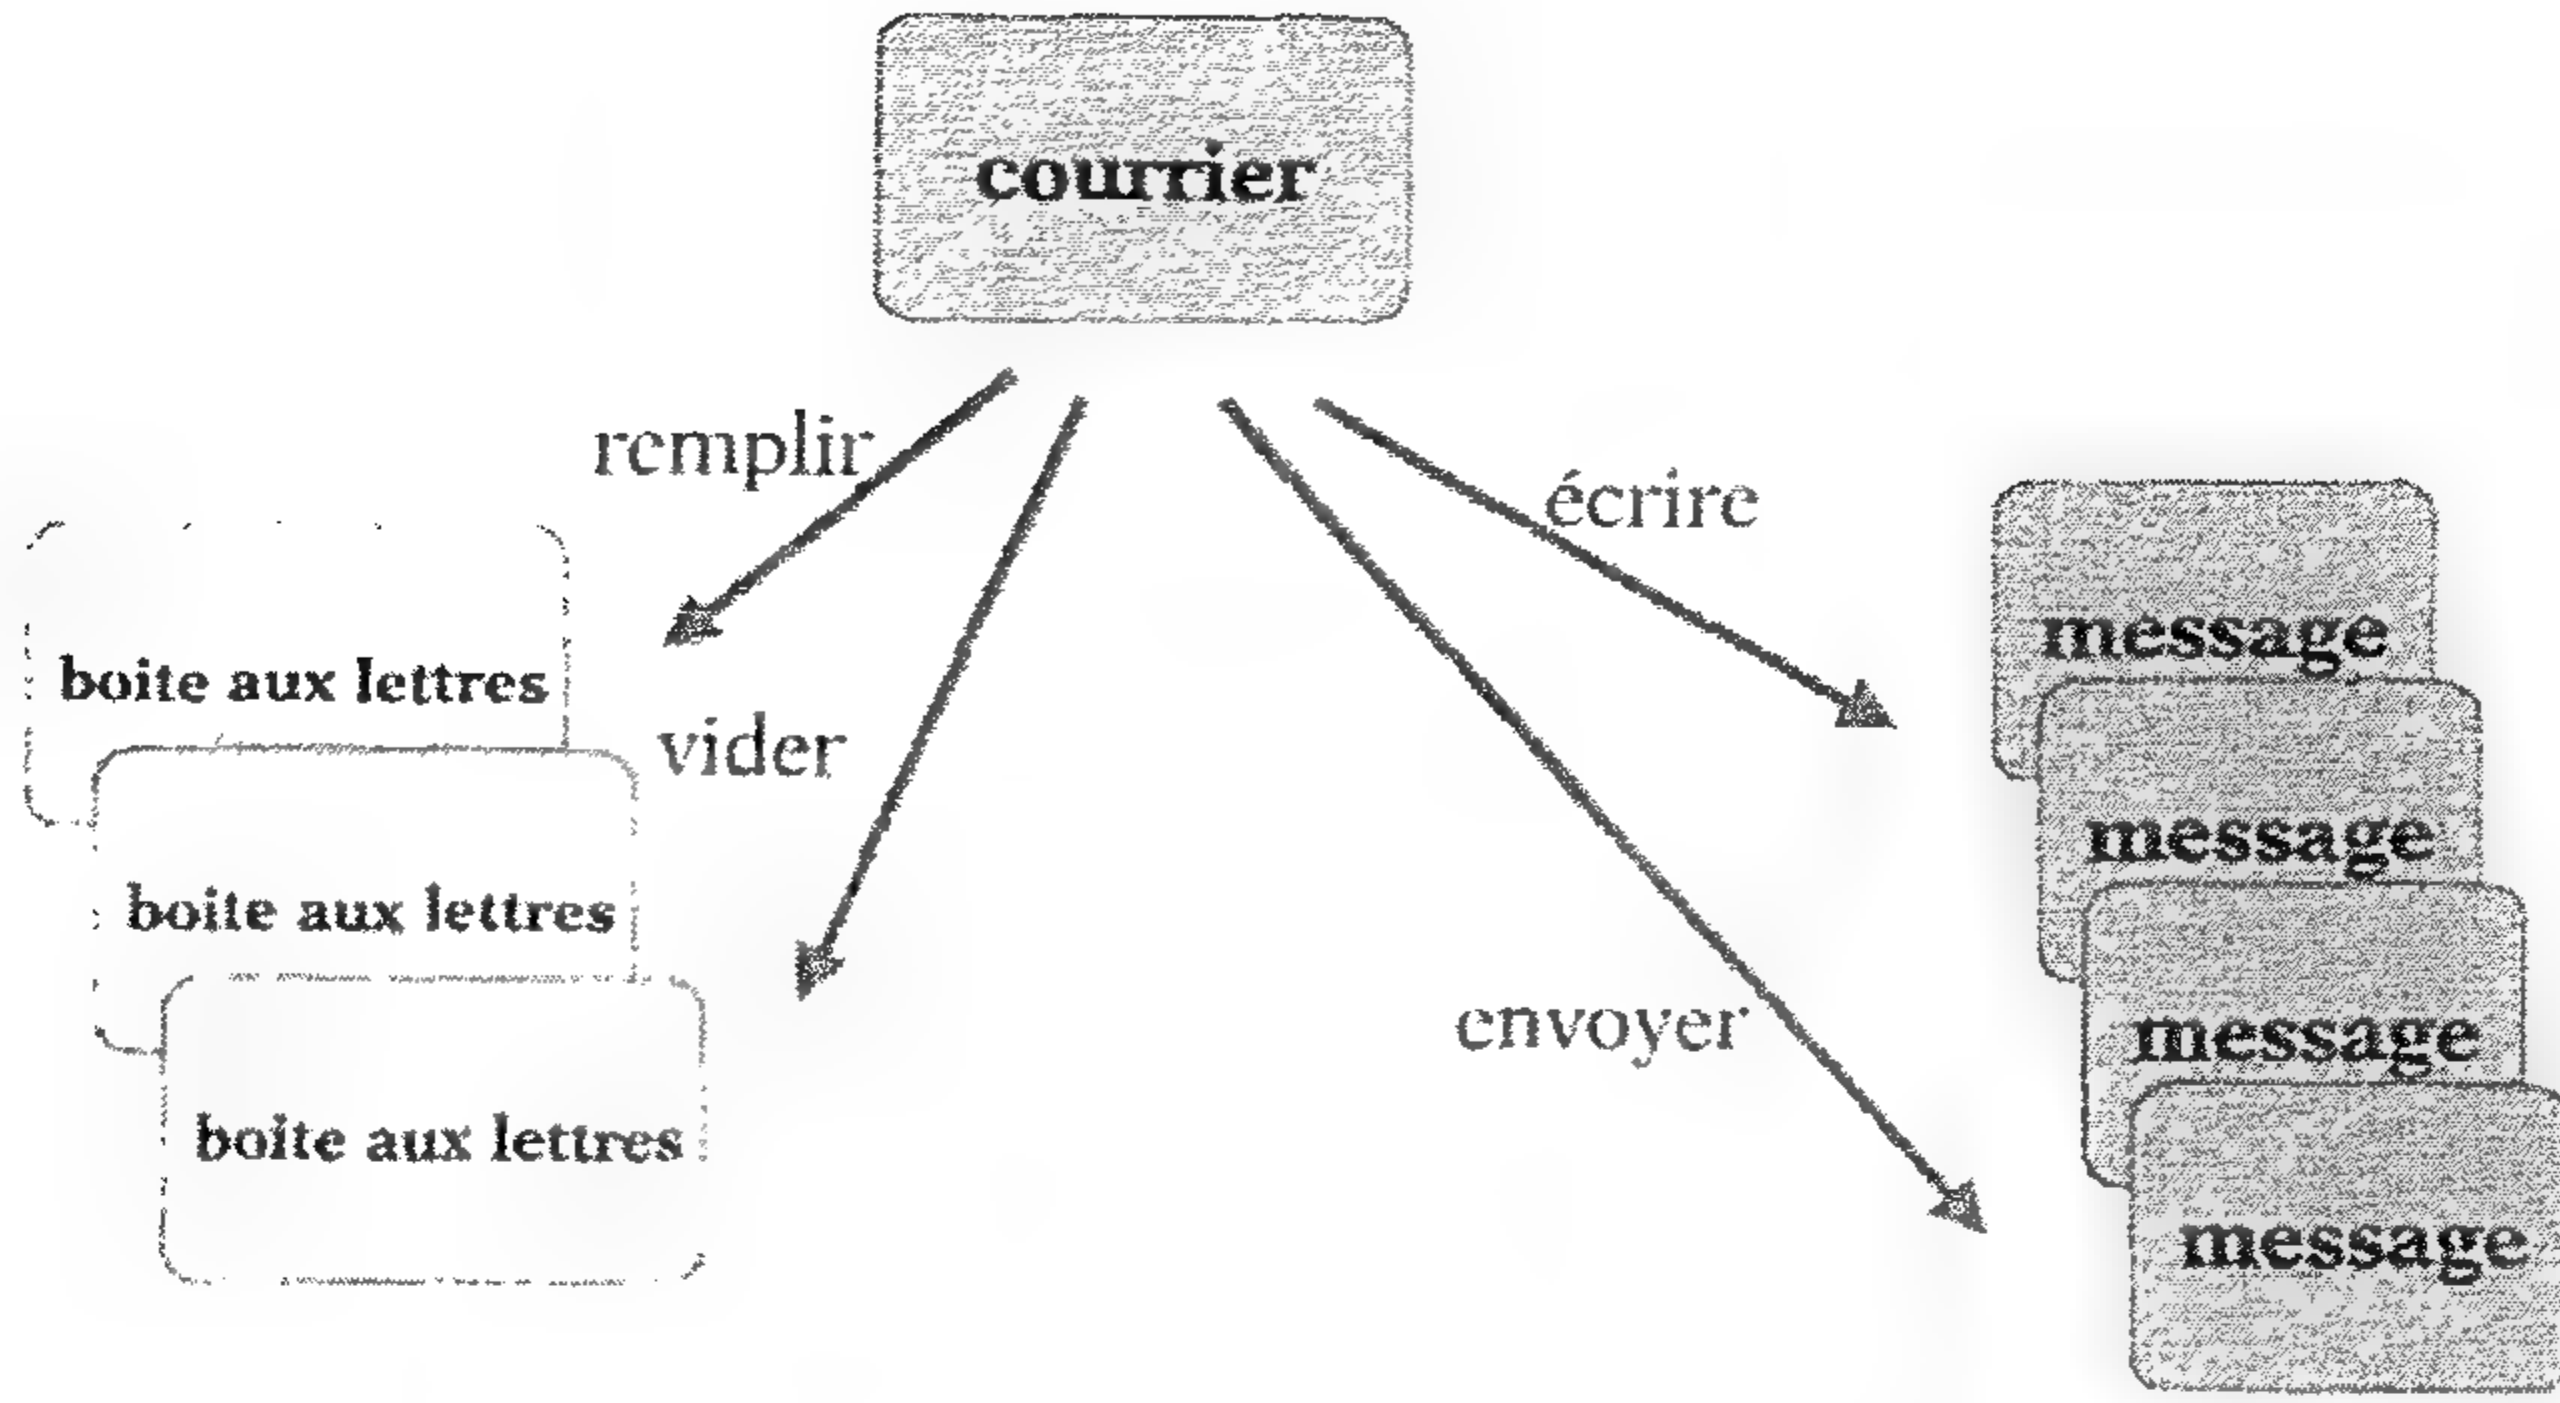 courrier
remplir
écrire
boite aux lettres
vider
message
boite aux lettres
message
envoyer
message
boite aux lettres
message